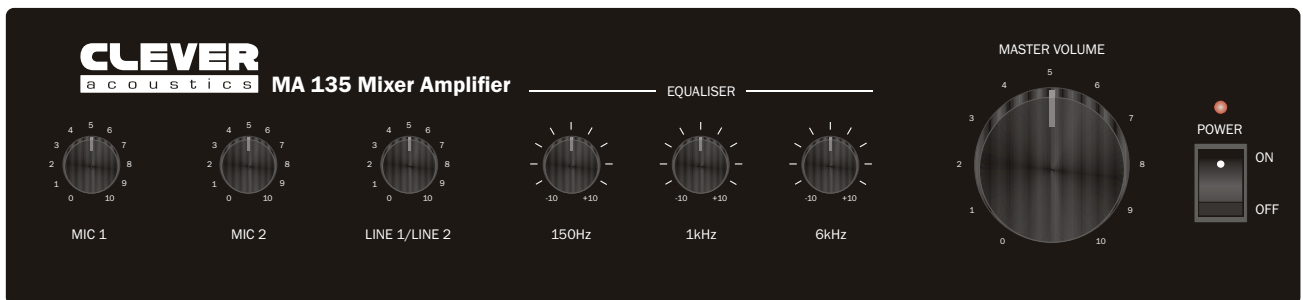 CLEVER
acoustics
MA 135 Mixer Amplifier
EQUALISER
MASTER VOLUME
0 1 2 3 4 5 6 7 8 9 10
POWER
ON
OFF
0 1 2 3 4 5 6 7 8 9 10
MIC 1
0 1 2 3 4 5 6 7 8 9 10
MIC 2
0 1 2 3 4 5 6 7 8 9 10
LINE 1/LINE 2
-10 +10
150Hz
-10 +10
1kHz
-10 +10
6kHz